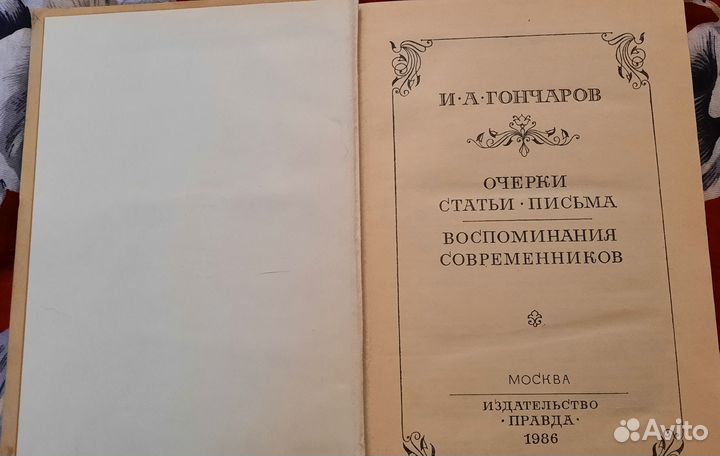 И·А·ГОНЧАРОВ
ОЧЕРКИ
СТАТЬИ·ПИСЬМА
ВОСПОМИНАНИЯ
СОВРЕМЕННИКОВ
МОСКВА
ИЗДАТЕЛЬСТВО
·ПРАВДА·
1986
Avito